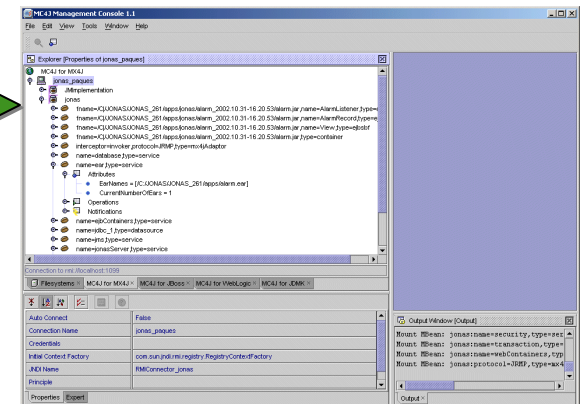 MC4J Management Console 1.1
File Edit View Tools Window Help
Explorer [Properties of jonas_paques]
MC4J for MX4J
jonas_paques
JMImplementation
jonas
fname=/C|/JONAS/JONAS_261/apps/jonas/alarm_2002.10.31-16.20.53/alarm.jar,name=AlarmListener,type=
fname=/C|/JONAS/JONAS_261/apps/jonas/alarm_2002.10.31-16.20.53/alarm.jar,name=AlarmRecord,type=e
fname=/C|/JONAS/JONAS_261/apps/jonas/alarm_2002.10.31-16.20.53/alarm.jar,name=View,type=ejbsbf
fname=/C|/JONAS/JONAS_261/apps/jonas/alarm_2002.10.31-16.20.53/alarm.jar,type=container
interceptor=invoker,protocol=JRMP,type=mx4jAdaptor
name=database,type=service
name=ear,type=service
Attributes
EarNames = [/C:/JONAS/JONAS_261/apps/alarm.ear]
CurrentNumberOfEars = 1
Operations
Notifications
name=ejbContainers,type=service
name=jdbc_1,type=datasource
name=jms,type=service
name=jonasServer,type=service
Connection to rmi://localhost:1099
Filesystems MC4J for MX4J MC4J for JBoss MC4J for WebLogic MC4J for JDMK
Auto Connect False
Connection Name jonas_paques
Credentials
Initial Context Factory com.sun.jndi.rmi.registry.RegistryContextFactory
JNDI Name RMIConnector_jonas
Principle
Properties Expert
Output Window [Output]
Mount MBean: jonas:name=security,type=ser
Mount MBean: jonas:name=transaction,type=
Mount MBean: jonas:name=webContainers,typ
Mount MBean: jonas:protocol=JRMP,type=mx4
Output